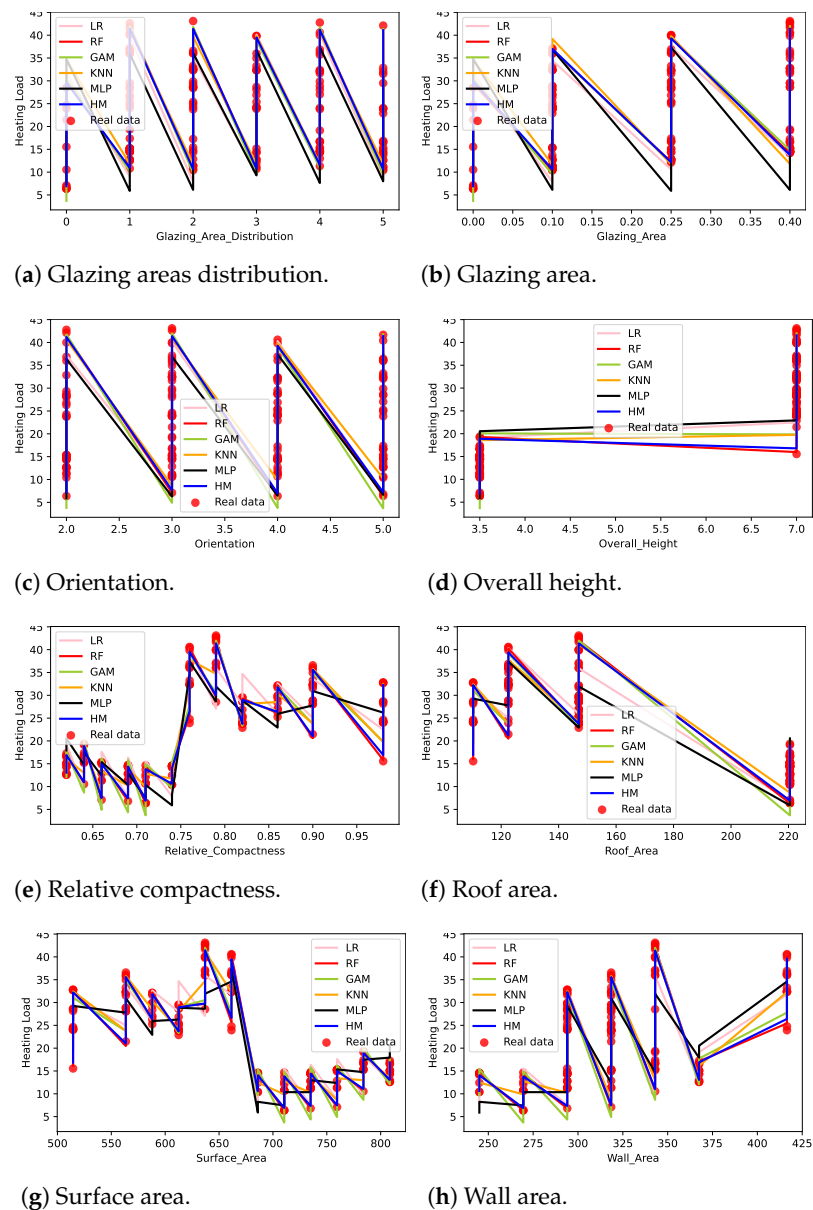 45
40
35
30
25
20
15
10
5
Heating Load
LR
RF
GAM
KNN
MLP
HM
Real data
0 1 2 3 4 5
Glazing_Area_Distribution
(a) Glazing areas distribution.
45
40
35
30
25
20
15
10
5
Heating Load
LR
RF
GAM
KNN
MLP
HM
Real data
0.00 0.05 0.10 0.15 0.20 0.25 0.30 0.35 0.40
Glazing_Area
(b) Glazing area.
45
40
35
30
25
20
15
10
5
Heating Load
LR
RF
GAM
KNN
MLP
HM
Real data
2.0 2.5 3.0 3.5 4.0 4.5 5.0
Orientation
(c) Orientation.
45
40
35
30
25
20
15
10
5
Heating Load
LR
RF
GAM
KNN
MLP
HM
Real data
3.5 4.0 4.5 5.0 5.5 6.0 6.5 7.0
Overall_Height
(d) Overall height.
45
40
35
30
25
20
15
10
5
Heating Load
LR
RF
GAM
KNN
MLP
HM
Real data
0.65 0.70 0.75 0.80 0.85 0.90 0.95
Relative_Compactness
(e) Relative compactness.
45
40
35
30
25
20
15
10
5
Heating Load
LR
RF
GAM
KNN
MLP
HM
Real data
120 140 160 180 200 220
Roof_Area
(f) Roof area.
45
40
35
30
25
20
15
10
5
Heating Load
LR
RF
GAM
KNN
MLP
HM
Real data
500 550 600 650 700 750 800
Surface_Area
(g) Surface area.
45
40
35
30
25
20
15
10
5
Heating Load
LR
RF
GAM
KNN
MLP
HM
Real data
250 275 300 325 350 375 400 425
Wall_Area
(h) Wall area.